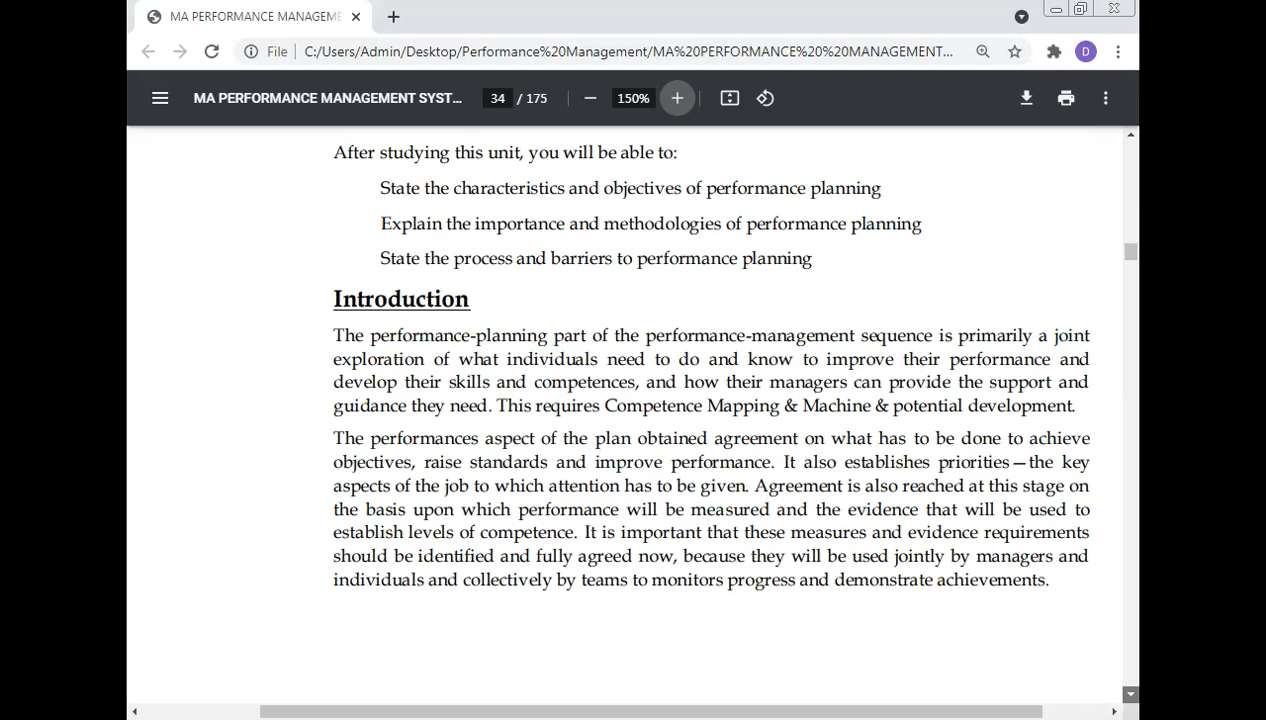 MA PERFORMANCE MANAGEME
File
C:/Users/Admin/Desktop/Performance%20Management/MA%20PERFORMANCE%20%20MANAGEMENT...
D
MA PERFORMANCE MANAGEMENT SYST...
34 / 175
150%
After studying this unit, you will be able to:
State the characteristics and objectives of performance planning
Explain the importance and methodologies of performance planning
State the process and barriers to performance planning
Introduction
The performance-planning part of the performance-management sequence is primarily a joint
exploration of what individuals need to do and know to improve their performance and
develop their skills and competences, and how their managers can provide the support and
guidance they need. This requires Competence Mapping & Machine & potential development.
The performances aspect of the plan obtained agreement on what has to be done to achieve
objectives, raise standards and improve performance. It also establishes priorities—the key
aspects of the job to which attention has to be given. Agreement is also reached at this stage on
the basis upon which performance will be measured and the evidence that will be used to
establish levels of competence. It is important that these measures and evidence requirements
should be identified and fully agreed now, because they will be used jointly by managers and
individuals and collectively by teams to monitors progress and demonstrate achievements.